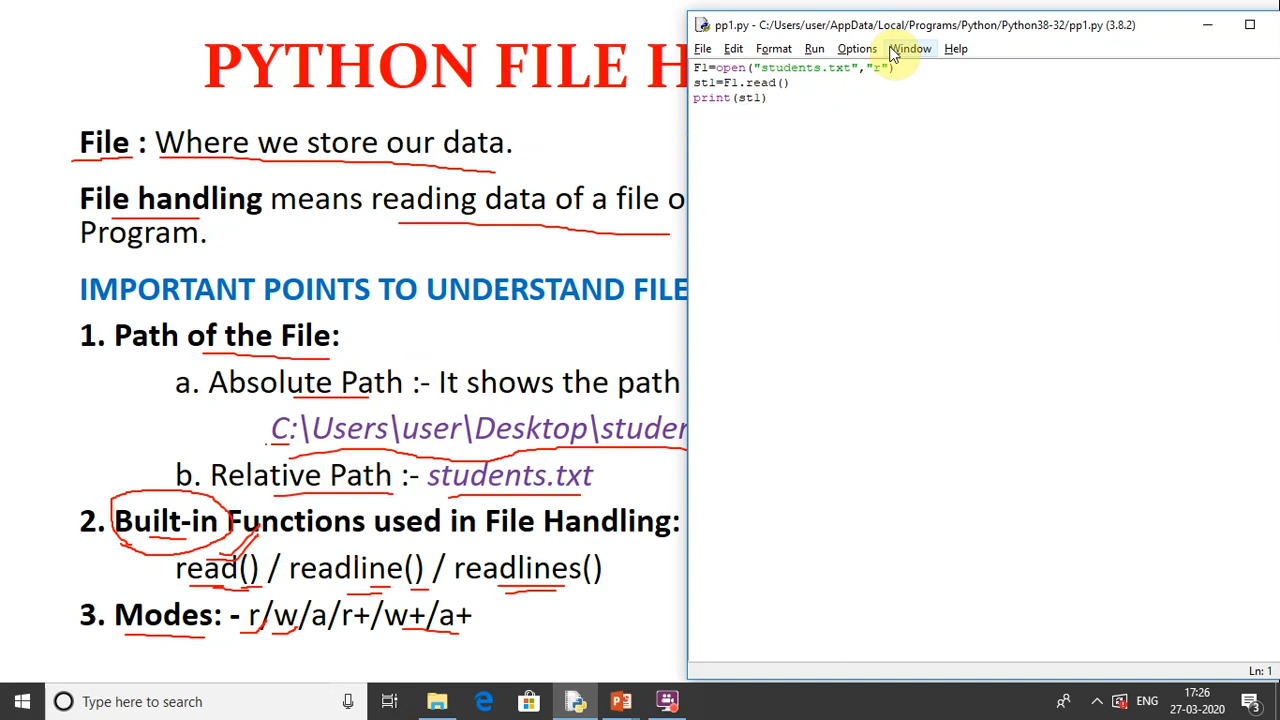 PYTHON FILE H
File : Where we store our data.
File handling means reading data of a file o
Program.
IMPORTANT POINTS TO UNDERSTAND FILE
1. Path of the File:
a. Absolute Path :- It shows the path
C:\Users\user\Desktop\studen
b. Relative Path :- students.txt
2. Built-in Functions used in File Handling:
read() / readline() / readlines()
3. Modes: - r/w/a/r+/w+/a+
pp1.py - C:/Users/user/AppData/Local/Programs/Python/Python38-32/pp1.py (3.8.2)
File Edit Format Run Options Window Help
F1=open("students.txt","r")
st1=F1.read()
print(st1)
Ln: 1
Type here to search
ENG
17:26
27-03-2020
3